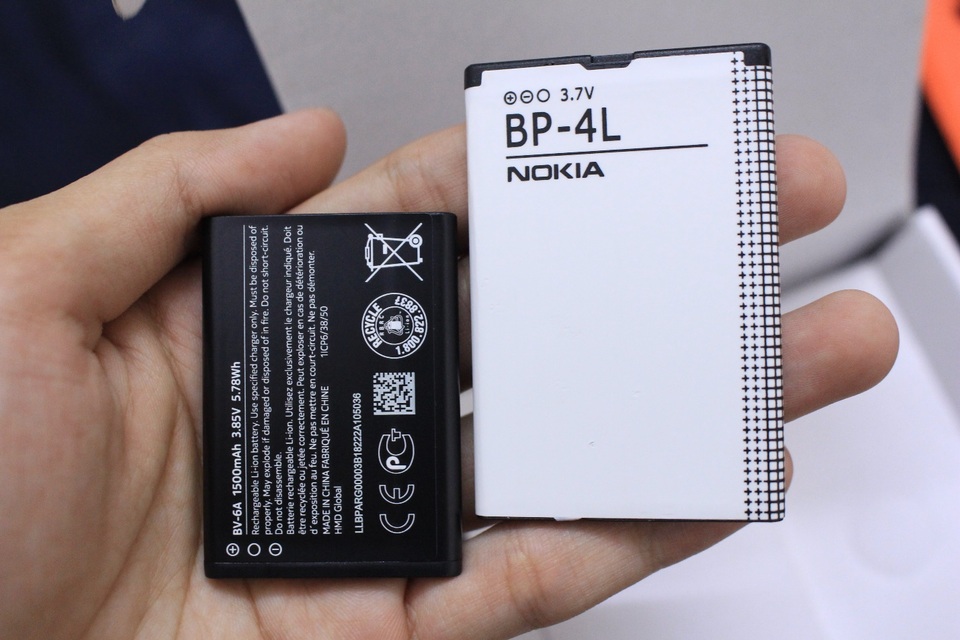 BV-6A 1500mAh 3.85V 5.78Wh
Rechargeable Li-ion battery. Use specified charger only. Must be disposed of
properly. May explode if damaged or disposed of in fire. Do not short-circuit.
Do not disassemble.
Batterie rechargeable Li-ion. Utilisez exclusivement le chargeur indiqué. Doit
être recyclée ou jetée correctement. Peut exploser en cas de détérioration ou
d'exposition au feu. Ne pas mettre en court-circuit. Ne pas démonter.
MADE IN CHINA FABRIQUÉ EN CHINE 1ICP6/38/50
HMD Global
LLBPARG00003B18222A105036
RECYCLE
1.800.228.8837
3.7V
BP-4L
NOKIA